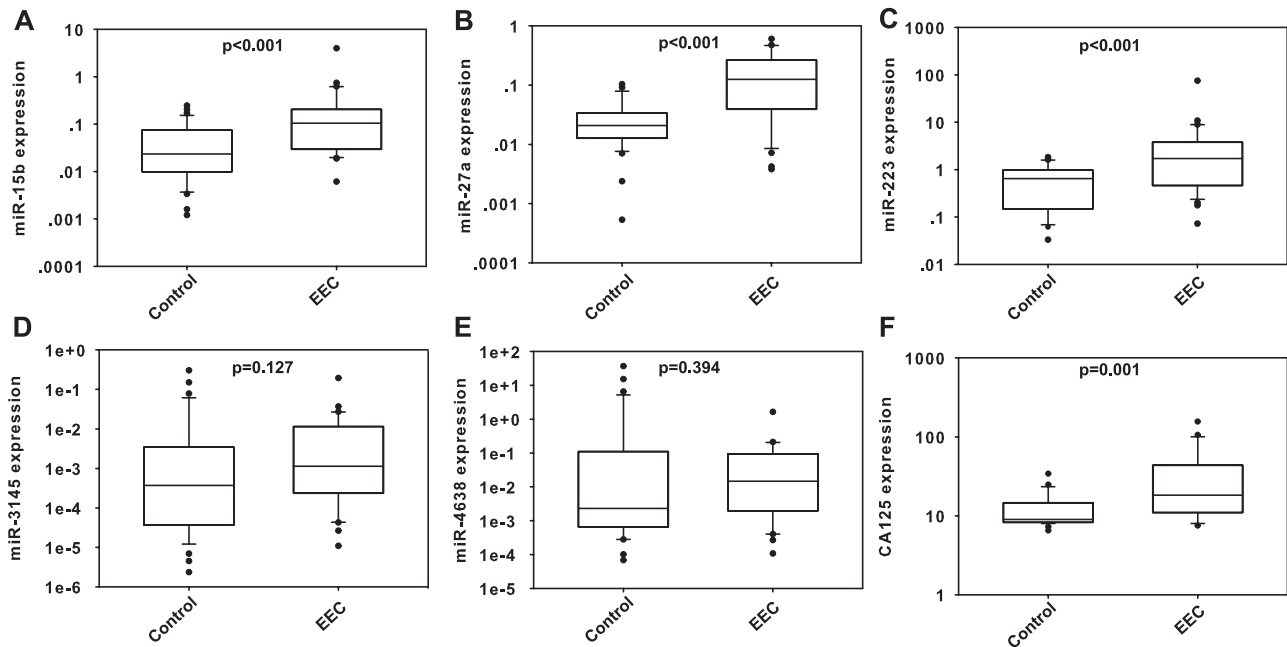 A
p<0.001
miR-15b expression
10
1
.1
.01
.001
.0001
Control
EEC
B
p<0.001
miR-27a expression
1
.1
.01
.001
.0001
Control
EEC
C
p<0.001
miR-223 expression
1000
100
10
1
.1
.01
Control
EEC
D
p=0.127
miR-3145 expression
1e+0
1e-1
1e-2
1e-3
1e-4
1e-5
1e-6
Control
EEC
E
p=0.394
miR-4638 expression
1e+2
1e+1
1e+0
1e-1
1e-2
1e-3
1e-4
1e-5
Control
EEC
F
p=0.001
CA125 expression
1000
100
10
1
Control
EEC